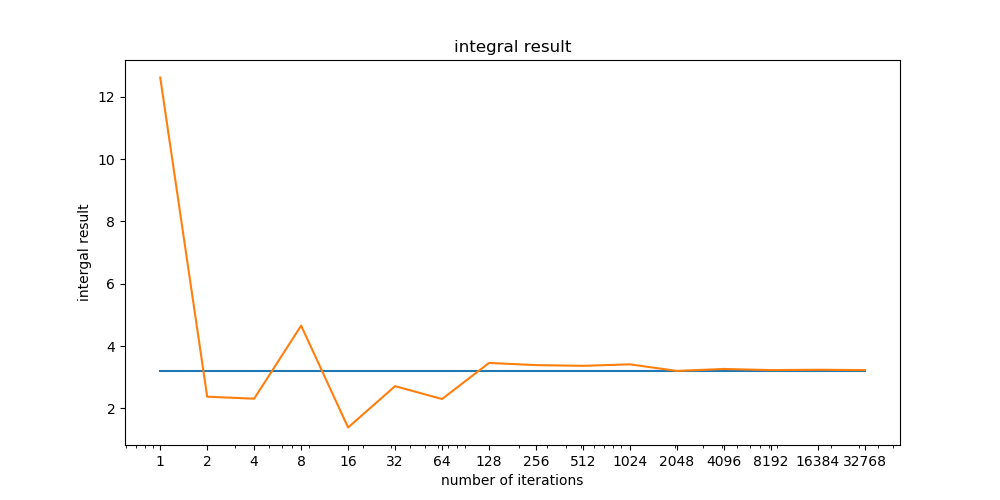 integral result
intergal result
12
10
8
6
4
2
1 2 4 8 16 32 64 128 256 512 1024 2048 4096 8192 16384 32768
number of iterations